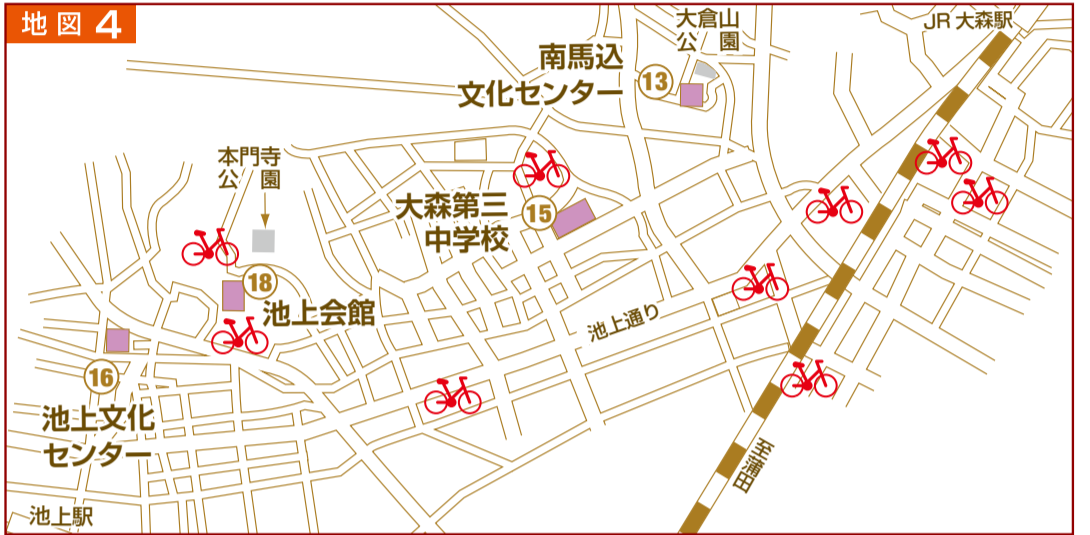 地図 4
大倉山
公園
JR 大森駅
南馬込
文化センター
13
本門寺
公園
大森第三
中学校
15
18
池上会館
池上通り
16
池上文化
センター
至蒲田
池上駅